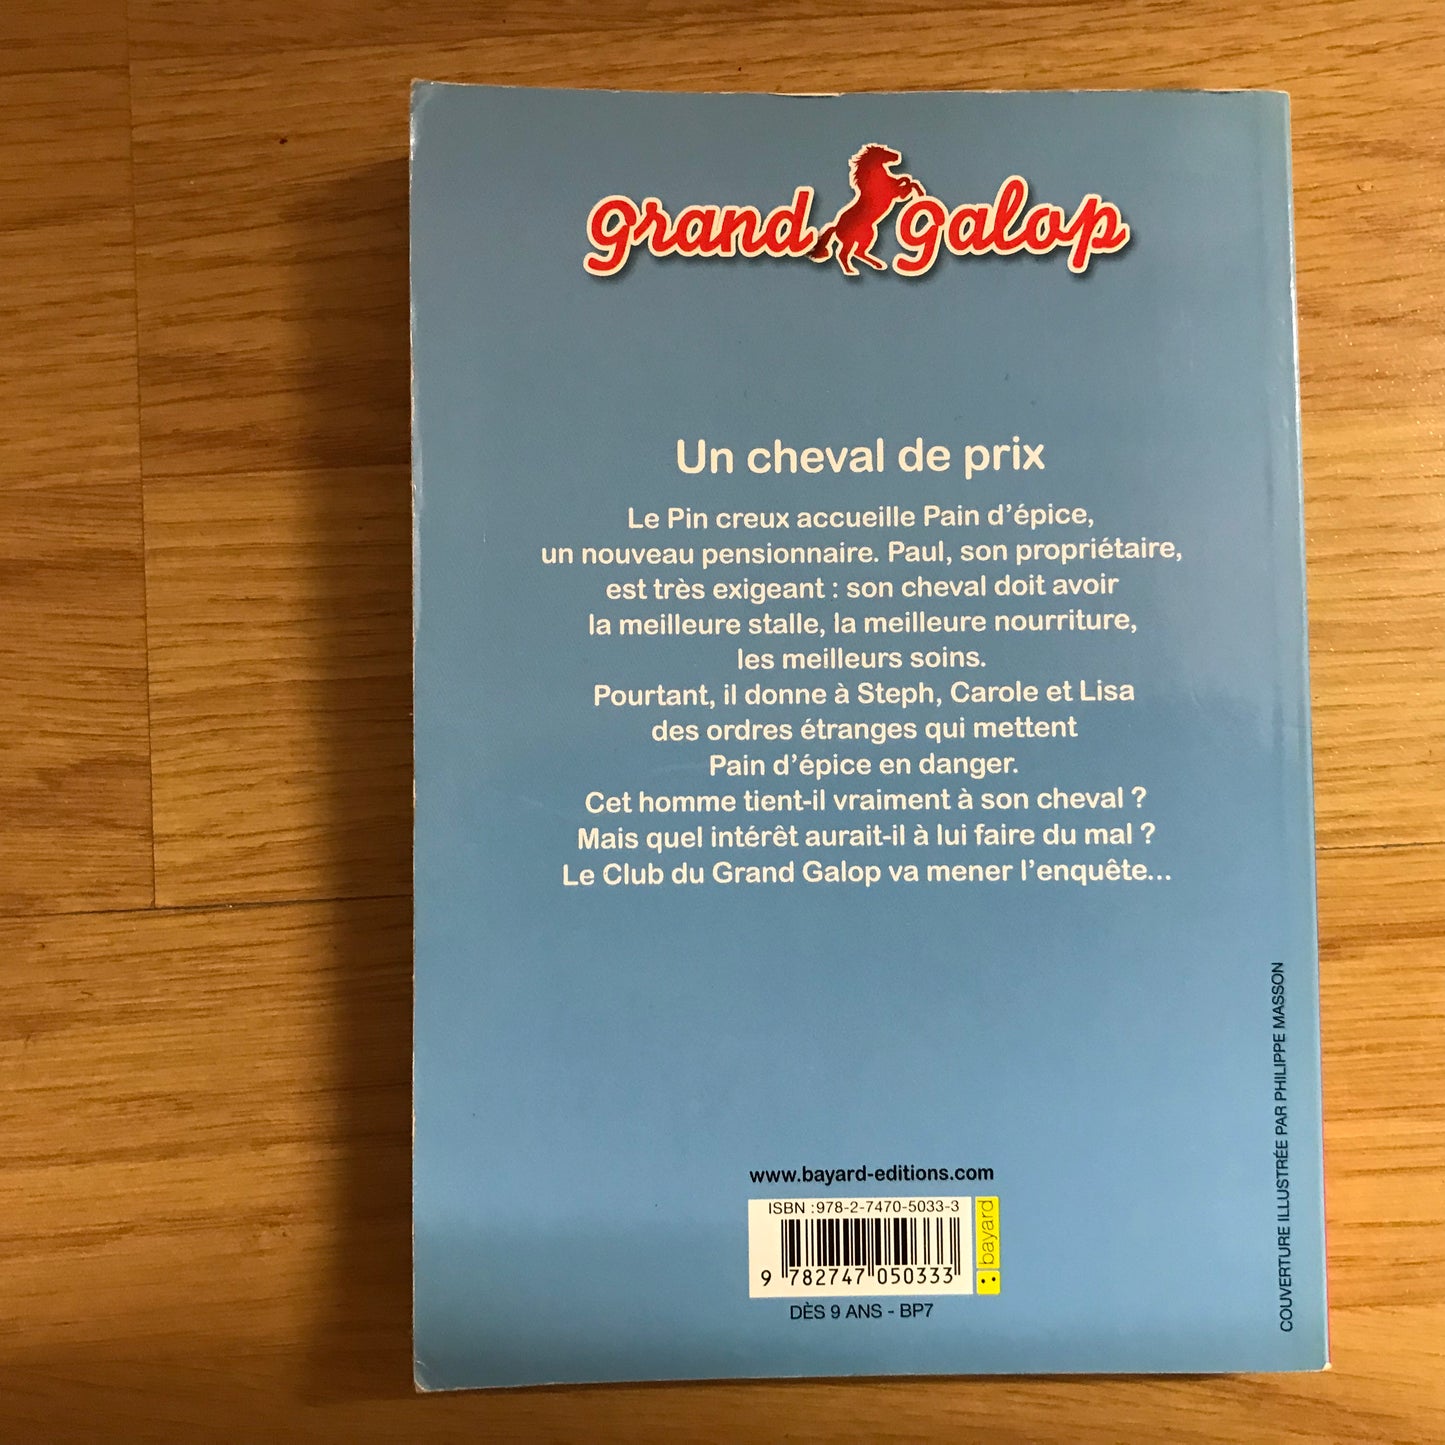 grand galop
Un cheval de prix
Le Pin creux accueille Pain d'épice,
un nouveau pensionnaire. Paul, son propriétaire,
est très exigeant : son cheval doit avoir
la meilleure stalle, la meilleure nourriture,
les meilleurs soins.
Pourtant, il donne à Steph, Carole et Lisa
des ordres étranges qui mettent
Pain d'épice en danger.
Cet homme tient-il vraiment à son cheval ?
Mais quel intérêt aurait-il à lui faire du mal ?
Le Club du Grand Galop va mener l'enquête...
www.bayard-editions.com
ISBN :978-2-7470-5033-3
9 782747 050333
bayard
DÈS 9 ANS - BP7
COUVERTURE ILLUSTRÉE PAR PHILIPPE MASSON